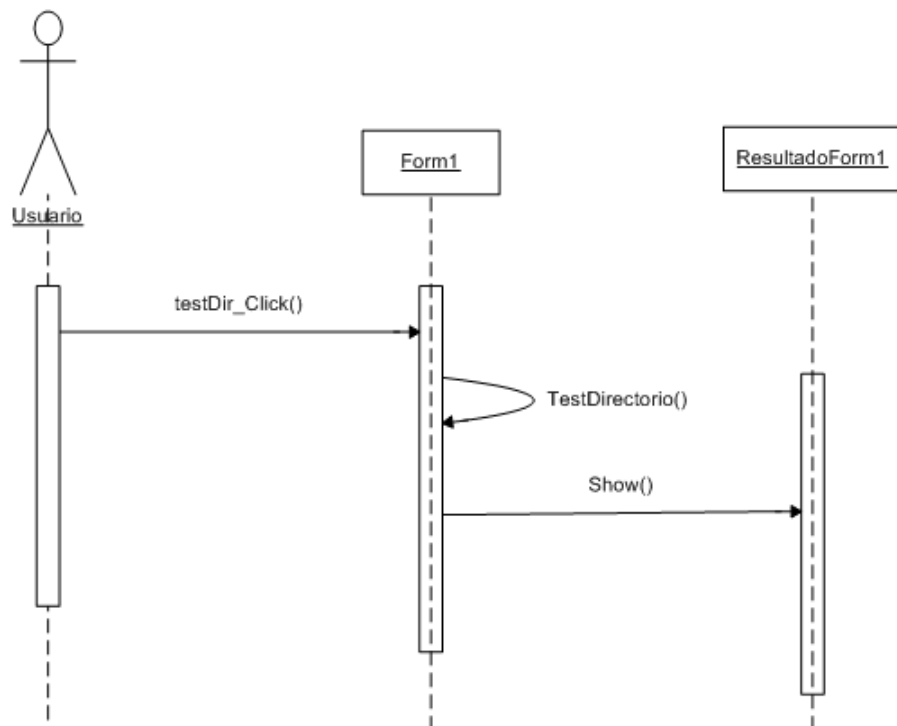 Form1
ResultadoForm1
Usuario
testDir_Click()
TestDirectorio()
Show()